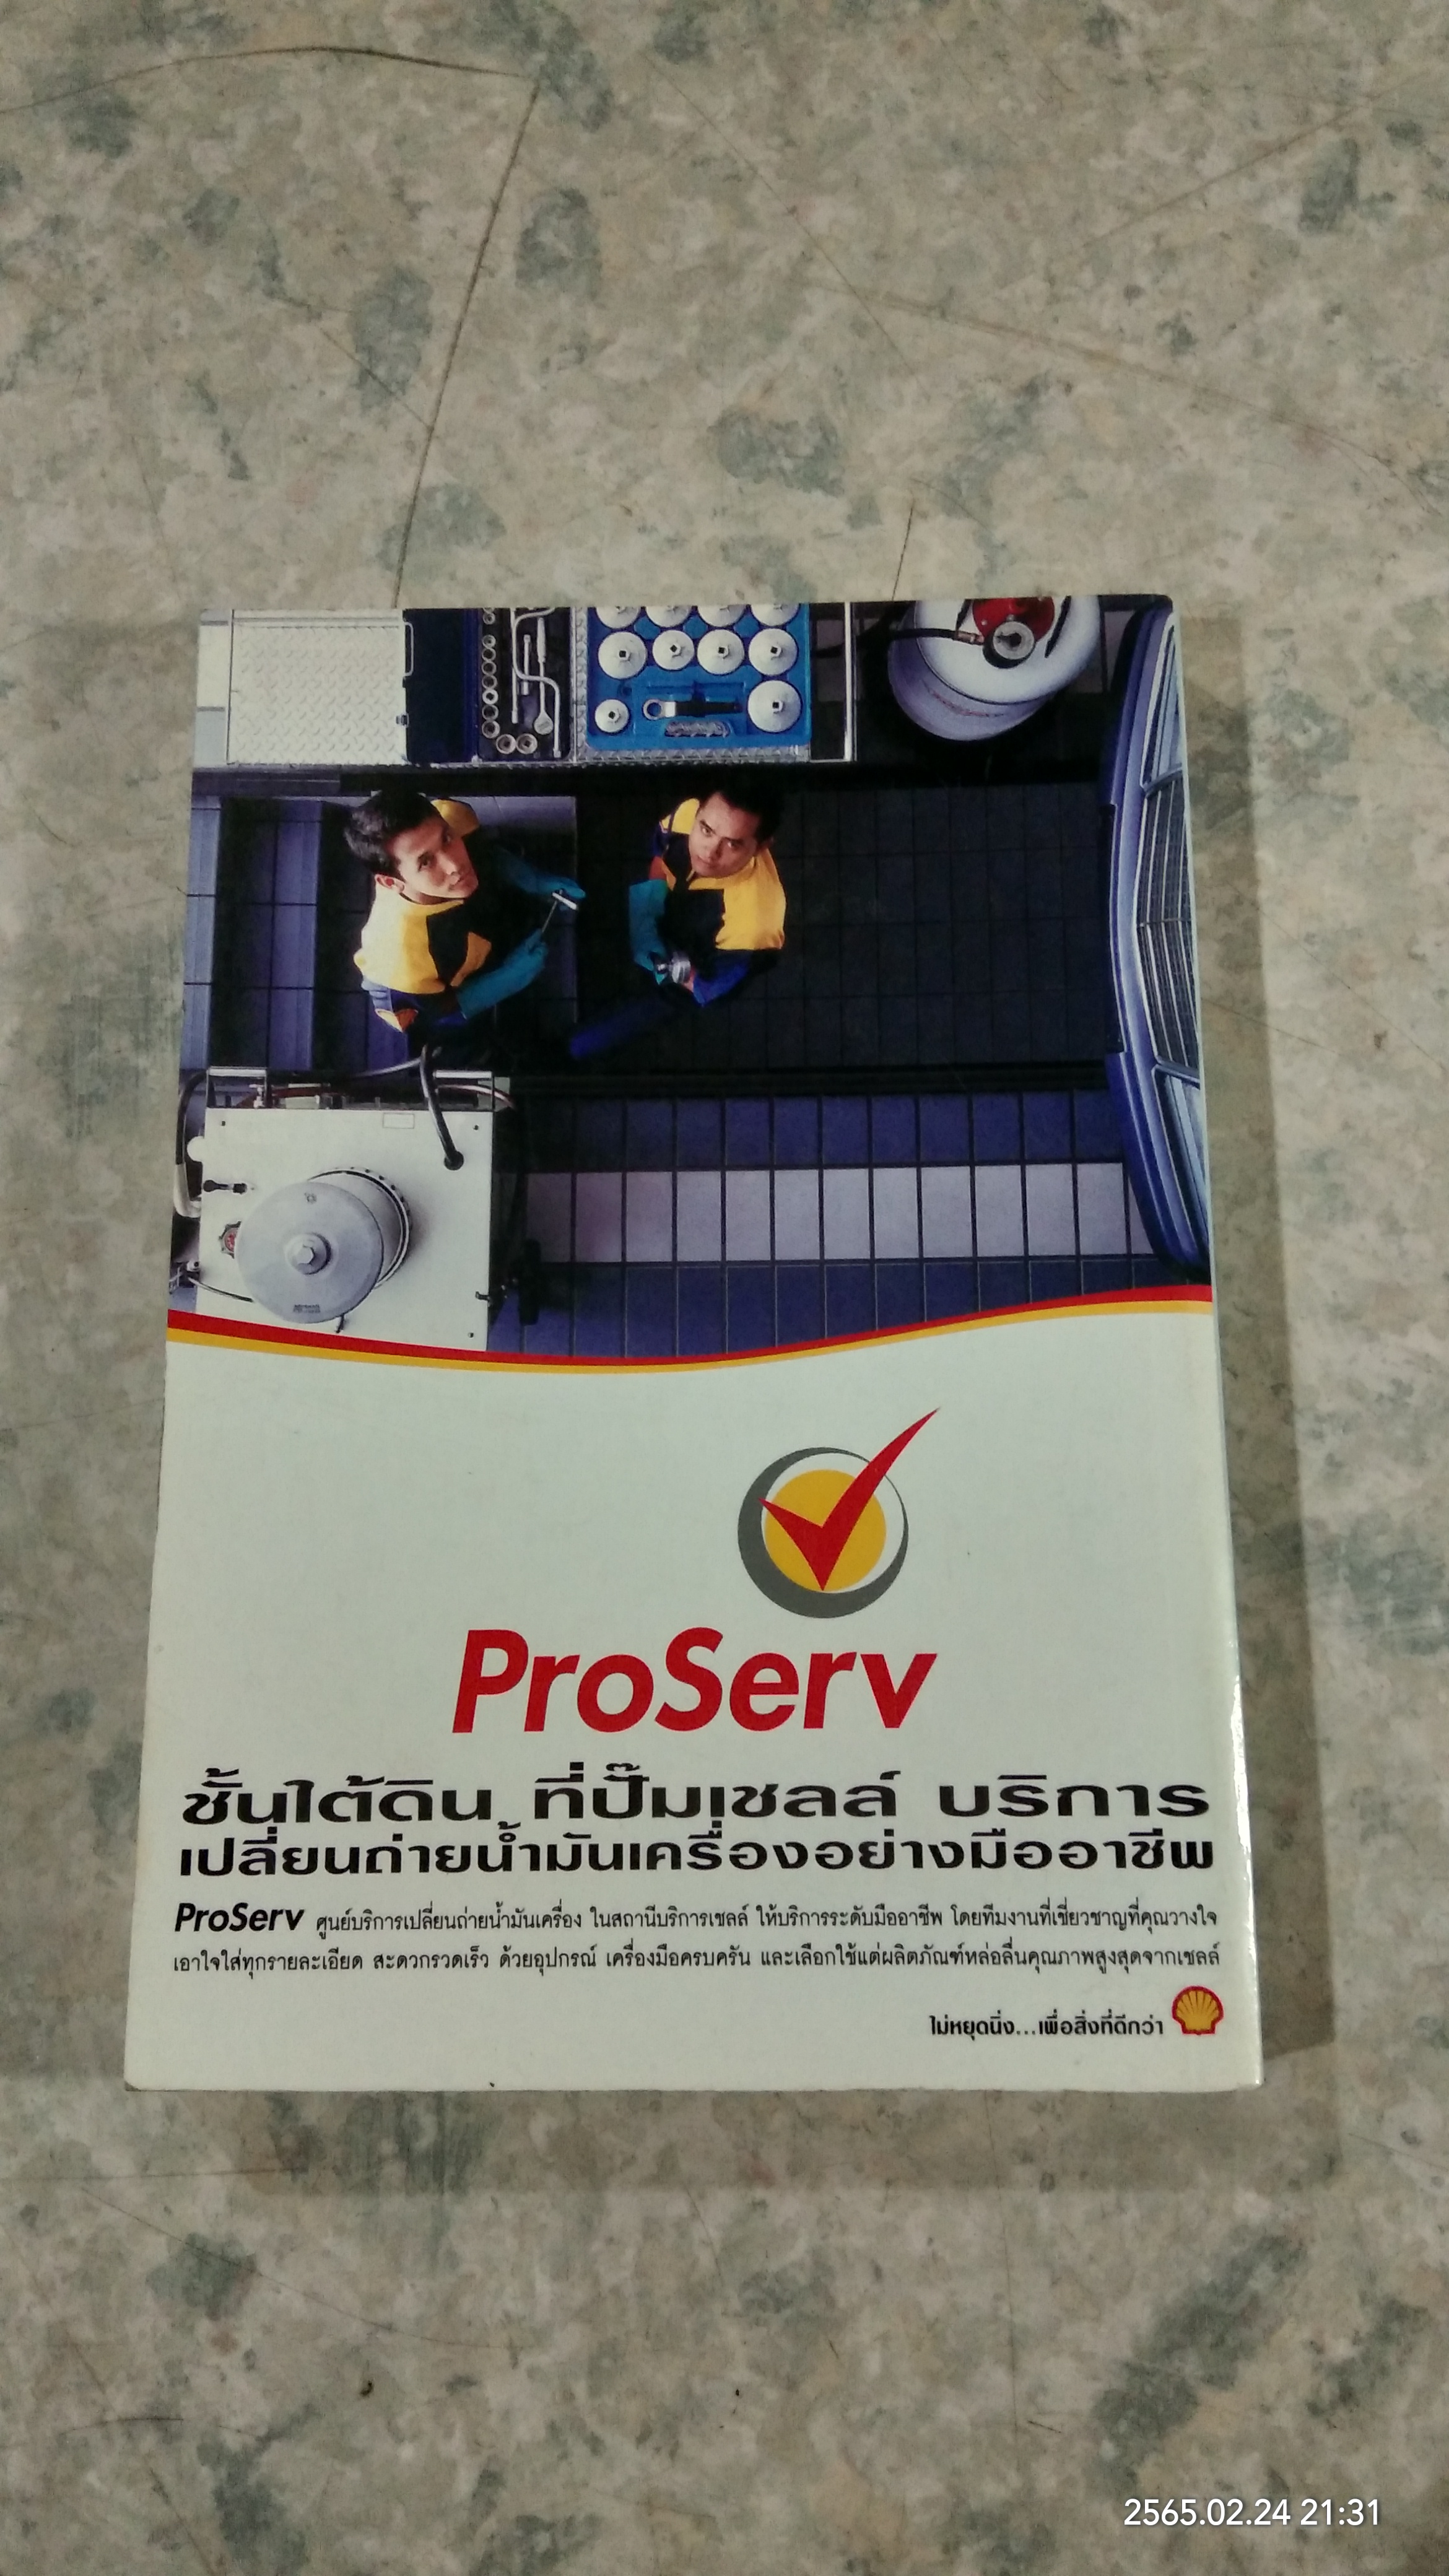 ProServ
ชั้นใต้ดิน ที่ปั๊มเชลล์ บริการ
เปลี่ยนถ่ายน้ำมันเครื่องอย่างมืออาชีพ
ProServ ศูนย์บริการเปลี่ยนถ่ายน้ำมันเครื่อง ในสถานีบริการเชลล์ ให้บริการระดับมืออาชีพ โดยทีมงานที่เชี่ยวชาญที่คุณวางใจ
เอาใจใส่ทุกรายละเอียด สะดวกรวดเร็ว ด้วยอุปกรณ์ เครื่องมือครบครัน และเลือกใช้แต่ผลิตภัณฑ์หล่อลื่นคุณภาพสูงสุดจากเชลล์
ไม่หยุดนิ่ง...เพื่อสิ่งที่ดีกว่า
2565.02.24 21:31